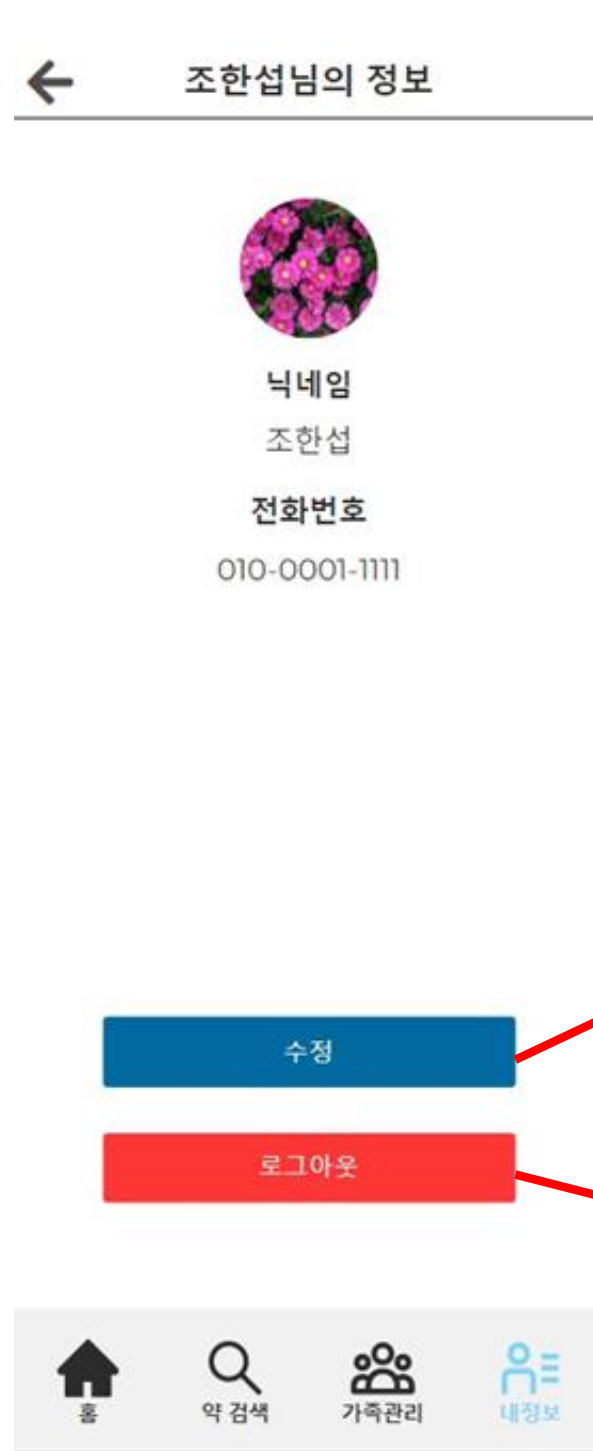 조한섭님의 정보
닉네임
조한섭
전화번호
010-0001-1111
수정
로그아웃
홈
약 검색
가족관리
내정보